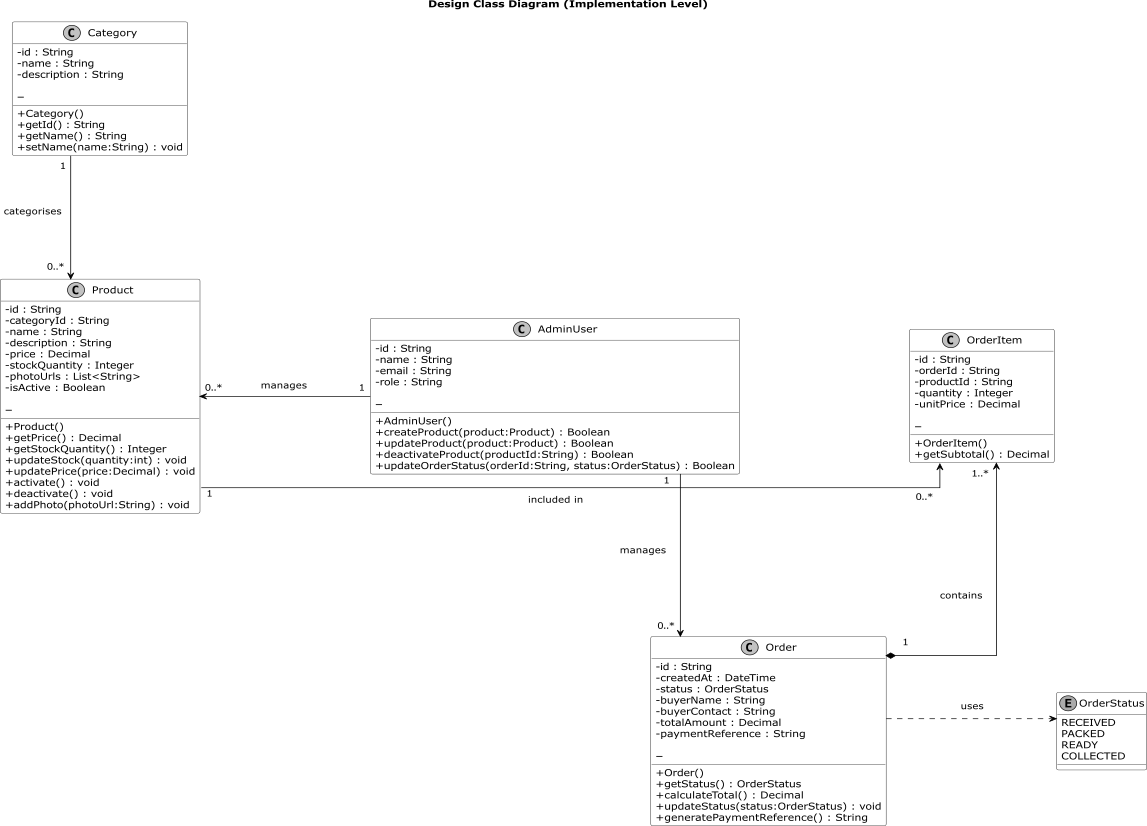 Design Class Diagram (Implementation Level)
C Category
-id : String
-name : String
-description : String
_
+Category()
+getId() : String
+getName() : String
+setName(name:String) : void
1
categorises
0..*
C Product
-id : String
-categoryId : String
-name : String
-description : String
-price : Decimal
-stockQuantity : Integer
-photoUrls : List<String>
-isActive : Boolean
_
+Product()
+getPrice() : Decimal
+getStockQuantity() : Integer
+updateStock(quantity:int) : void
+updatePrice(price:Decimal) : void
+activate() : void
+deactivate() : void
+addPhoto(photoUrl:String) : void
0..*
manages
1
C AdminUser
-id : String
-name : String
-email : String
-role : String
_
+AdminUser()
+createProduct(product:Product) : Boolean
+updateProduct(product:Product) : Boolean
+deactivateProduct(productId:String) : Boolean
+updateOrderStatus(orderId:String, status:OrderStatus) : Boolean
C OrderItem
-id : String
-orderId : String
-productId : String
-quantity : Integer
-unitPrice : Decimal
_
+OrderItem()
+getSubtotal() : Decimal
1
included in
0..*
1
manages
0..*
1..*
contains
1
C Order
-id : String
-createdAt : DateTime
-status : OrderStatus
-buyerName : String
-buyerContact : String
-totalAmount : Decimal
-paymentReference : String
_
+Order()
+getStatus() : OrderStatus
+calculateTotal() : Decimal
+updateStatus(status:OrderStatus) : void
+generatePaymentReference() : String
uses
E OrderStatus
RECEIVED
PACKED
READY
COLLECTED